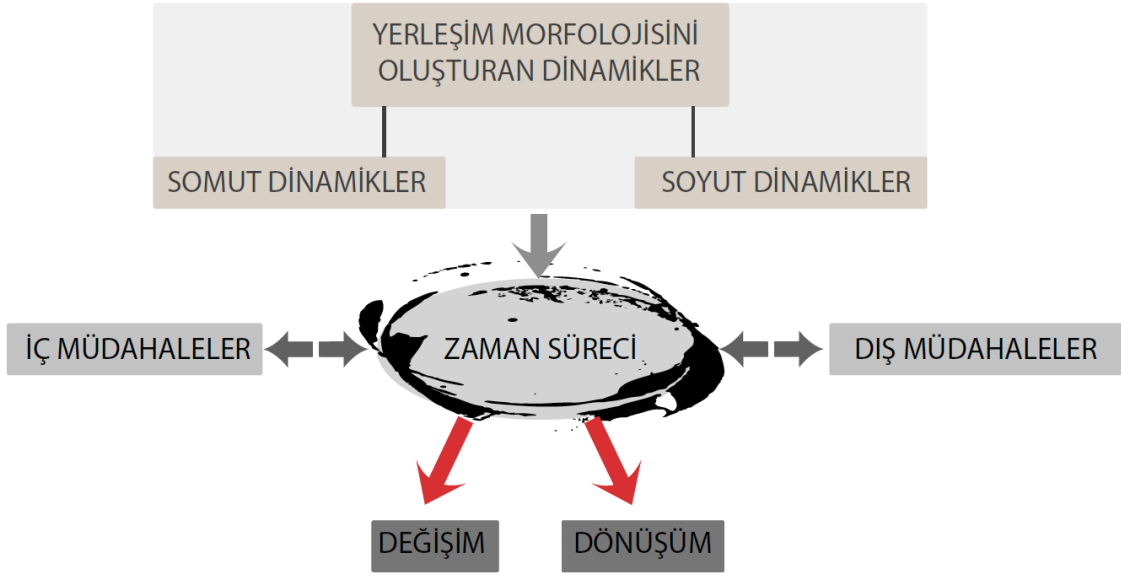 YERLEŞİM MORFOLOJİSİNİ
OLUŞTURAN DİNAMİKLER
SOMUT DİNAMİKLER
SOYUT DİNAMİKLER
İÇ MÜDAHALELER
ZAMAN SÜRECİ
DIŞ MÜDAHALELER
DEĞİŞİM
DÖNÜŞÜM